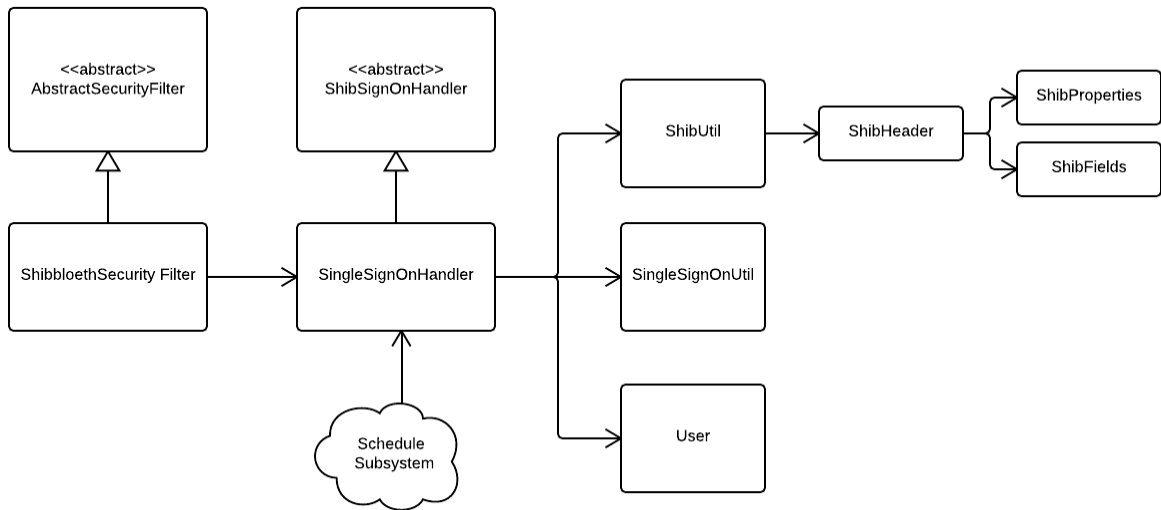 <<abstract>>
AbstractSecurityFilter
<<abstract>>
ShibSignOnHandler
ShibUtil
ShibHeader
ShibProperties
ShibFields
ShibbloethSecurity Filter
SingleSignOnHandler
SingleSignOnUtil
Schedule
Subsystem
User